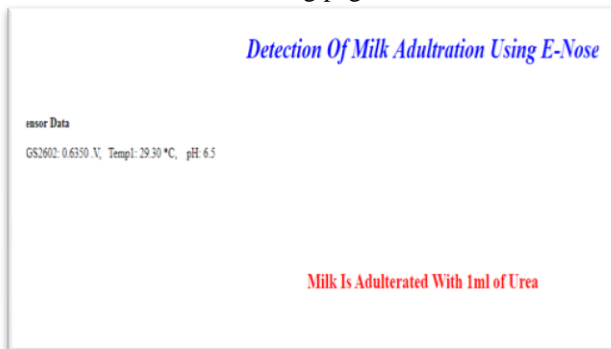 Detection Of Milk Adultration Using E-Nose
ensor Data
GS2602: 0.6350 .V, Temp1: 29.30 *C, pH: 6.5
Milk Is Adulterated With 1ml of Urea